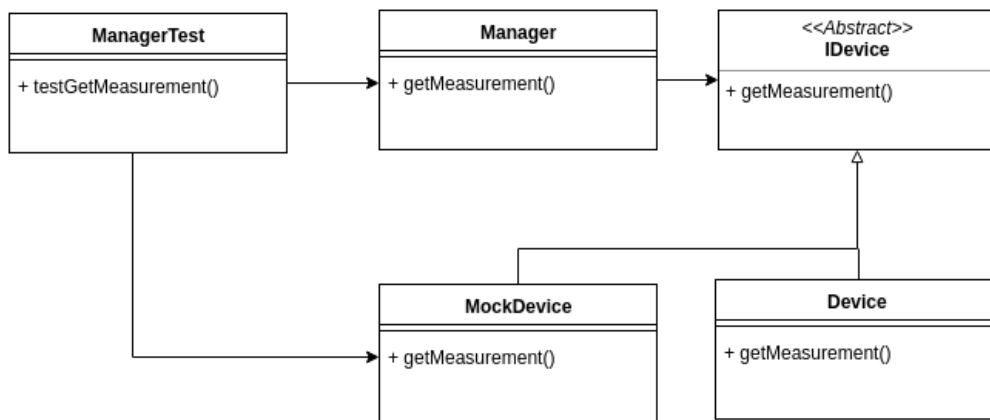 ManagerTest
+ testGetMeasurement()
Manager
+ getMeasurement()
<<Abstract>>
IDevice
+ getMeasurement()
MockDevice
+ getMeasurement()
Device
+ getMeasurement()